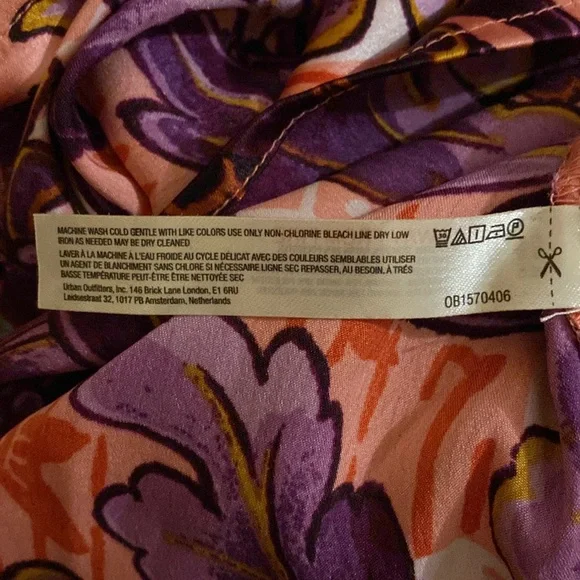 MACHINE WASH COLD GENTLE WITH LIKE COLORS USE ONLY NON-CHLORINE BLEACH LINE DRY LOW
IRON AS NEEDED MAY BE DRY CLEANED
LAVER À LA MACHINE À L'EAU FROIDE AU CYCLE DÉLICAT AVEC DES COULEURS SEMBLABLES UTILISER
UN AGENT DE BLANCHIMENT SANS CHLORE SI NÉCESSAIRE LIGNE SEC REPASSER, AU BESOIN. À TRÉS
BASSE TEMPÉRATURE PEUT-ÊTRE ÊTRE NETTOYÉE SEC
Urban Outfitters, Inc. 146 Brick Lane London, E1 6RU
Leidsestraat 32, 1017 PB Amsterdam, Netherlands
OB1570406